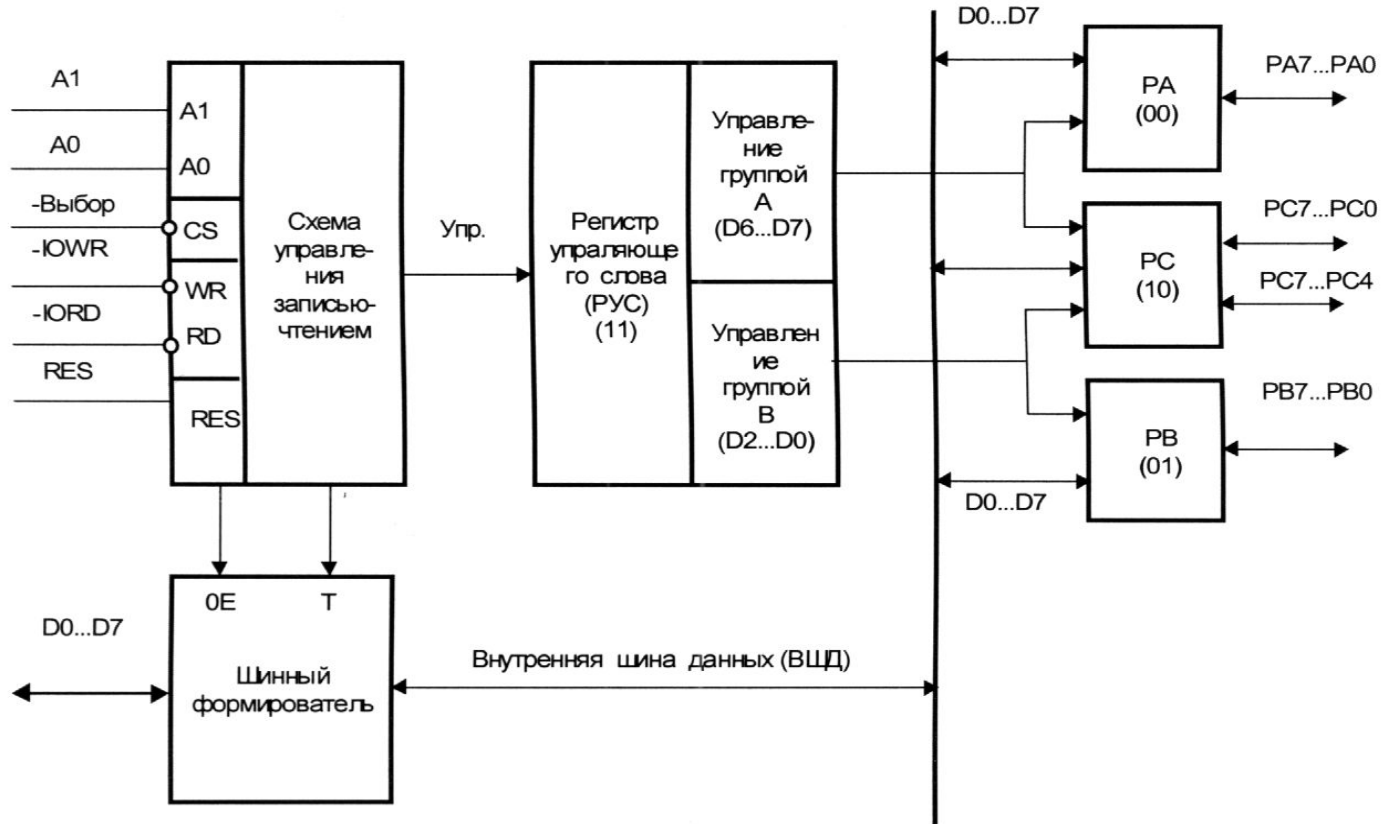 A1
A0
-Выбор
-IOWR
-IORD
RES
A1
A0
CS
WR
RD
RES
Схема
управле-
ния
записью-
чтением
Упр.
Регистр
упраляюще
го слова
(РУС)
(11)
Управле-
ние
группой
A
(D6...D7)
Управлен
ие
группой
B
(D2...D0)
D0...D7
PA
(00)
PA7...PA0
PC
(10)
PC7...PC0
PC7...PC4
PB
(01)
PB7...PB0
D0...D7
0E T
Шинный
формирователь
D0...D7
Внутренняя шина данных (ВЩД)